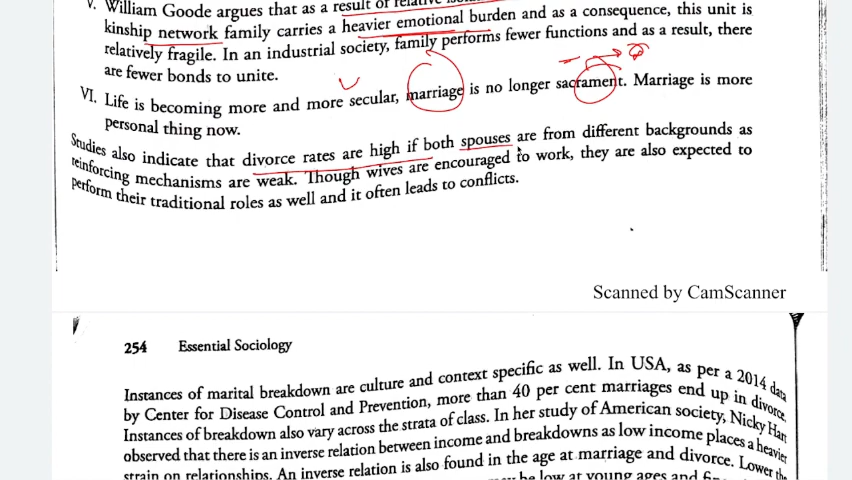 V. William Goode argues that as a result of relative
kinship network family carries a heavier emotional burden and as a consequence, this unit is
relatively fragile. In an industrial society, family performs fewer functions and as a result, there
are fewer bonds to unite.
VI. Life is becoming more and more secular, marriage is no longer sacrament. Marriage is more
personal thing now.
Studies also indicate that divorce rates are high if both spouses are from different backgrounds as
reinforcing mechanisms are weak. Though wives are encouraged to work, they are also expected to
perform their traditional roles as well and it often leads to conflicts.
Scanned by CamScanner
254 Essential Sociology
Instances of marital breakdown are culture and context specific as well. In USA, as per a 2014 data
by Center for Disease Control and Prevention, more than 40 per cent marriages end up in divorce.
Instances of breakdown also vary across the strata of class. In her study of American society, Nicky Hart
observed that there is an inverse relation between income and breakdowns as low income places a heavier
strain on relationships. An inverse relation is also found in the age at marriage and divorce. Lower the
be low at young ages and